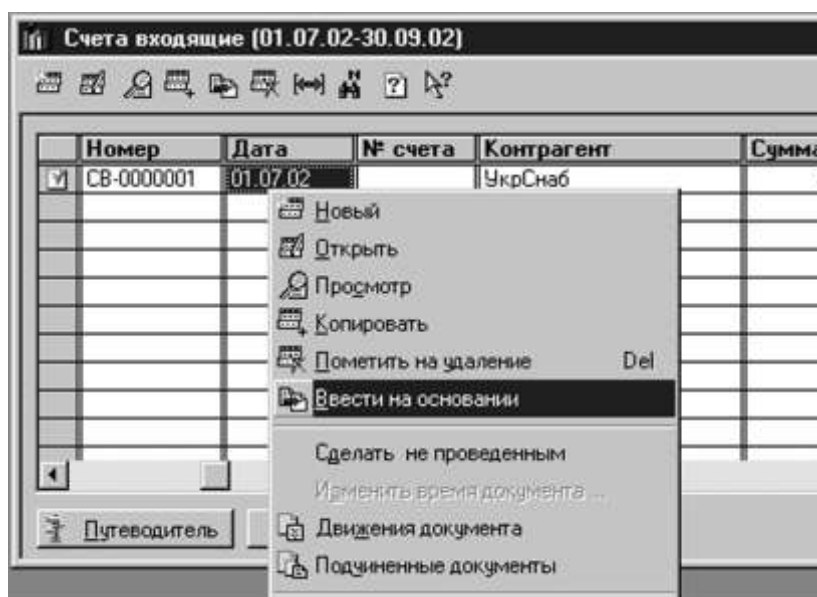 Счета входящие (01.07.02-30.09.02)
Номер Дата № счета Контрагент Сумма
СВ-0000001 01.07.02 УкрСнаб
Новый
Открыть
Просмотр
Копировать
Пометить на удаление Del
Ввести на основании
Сделать не проведенным
Изменить время документа ...
Путеводитель Движения документа
Подчиненные документы